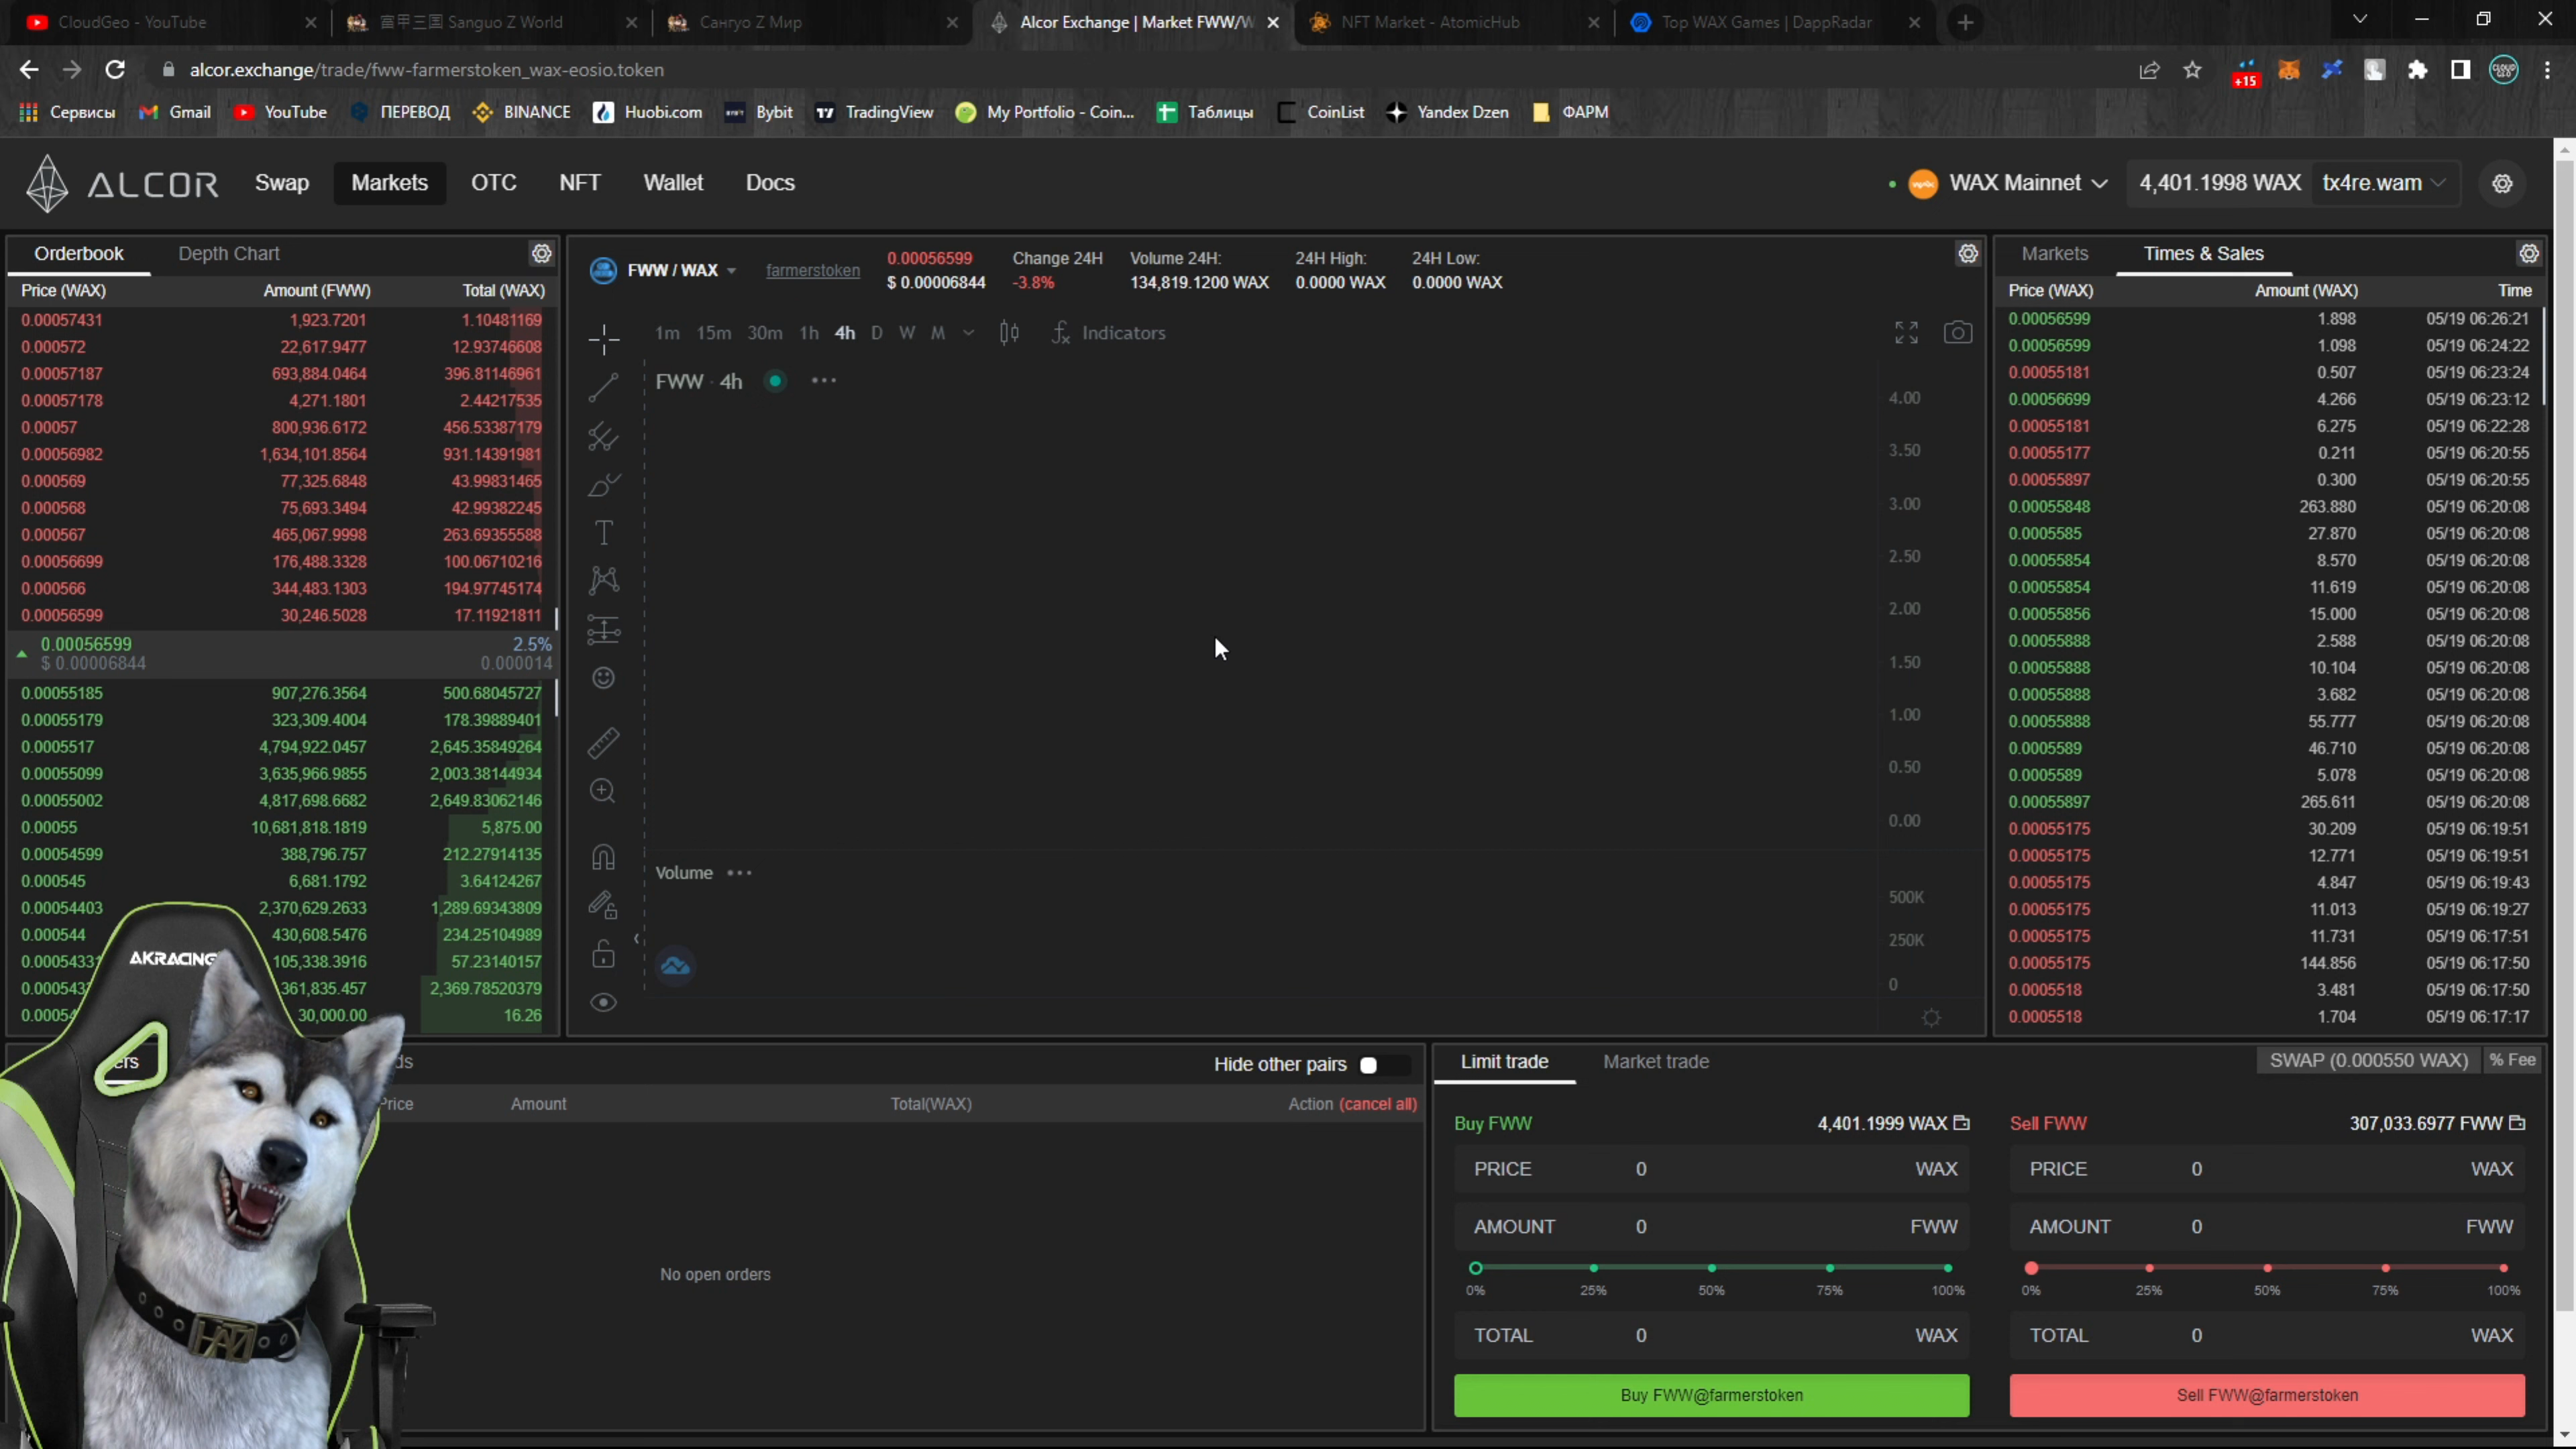 CloudGeo - YouTube
富甲三国 Sanguo Z World
Сангуо Z Мир
Alcor Exchange | Market FWW/W
NFT Market - AtomicHub
Top WAX Games | DappRadar
alcor.exchange/trade/fww-farmerstoken_wax-eosio.token
+15
Сервисы Gmail YouTube ПЕРЕВОД BINANCE Huobi.com Bybit TradingView My Portfolio - Coin... Таблицы CoinList Yandex Dzen ФАРМ
ALCOR Swap Markets OTC NFT Wallet Docs
WAX Mainnet 4,401.1998 WAX tx4re.wam
Orderbook Depth Chart
Price (WAX) Amount (FWW) Total (WAX)
0.00057431 1,923.7201 1.10481169
0.000572 22,617.9477 12.93746608
0.00057187 693,884.0464 396.81146961
0.00057178 4,271.1801 2.44217535
0.00057 800,936.6172 456.53387179
0.00056982 1,634,101.8564 931.14391981
0.000569 77,325.6848 43.99831465
0.000568 75,693.3494 42.99382245
0.000567 465,067.9998 263.69355588
0.00056699 176,488.3328 100.06710216
0.000566 344,483.1303 194.97745174
0.00056599 30,246.5028 17.11921811
0.00056599 2.5%
$ 0.00006844 0.000014
0.00055185 907,276.3564 500.68045727
0.00055179 323,309.4004 178.39889401
0.0005517 4,794,922.0457 2,645.35849264
0.00055099 3,635,966.9855 2,003.38144934
0.00055002 4,817,698.6682 2,649.83062146
0.00055 10,681,818.1819 5,875.00
0.00054599 388,796.757 212.27914135
0.000545 6,681.1792 3.64124267
0.00054403 2,370,629.2633 1,289.69343809
0.000544 430,608.5476 234.25104989
0.00054331 105,338.3916 57.23140157
0.000543 361,835.457 2,369.78520379
0.00054 30,000.00 16.26
AKRACING
FWW / WAX farmerstoken
0.00056599
$ 0.00006844
Change 24H
-3.8%
Volume 24H:
134,819.1200 WAX
24H High:
0.0000 WAX
24H Low:
0.0000 WAX
1m 15m 30m 1h 4h D W M Indicators
FWW · 4h
4.00
3.50
3.00
2.50
2.00
1.50
1.00
0.50
0.00
Volume
500K
250K
0
Markets Times & Sales
Price (WAX) Amount (WAX) Time
0.00056599 1.898 05/19 06:26:21
0.00056599 1.098 05/19 06:24:22
0.00055181 0.507 05/19 06:23:24
0.00056699 4.266 05/19 06:23:12
0.00055181 6.275 05/19 06:22:28
0.00055177 0.211 05/19 06:20:55
0.00055897 0.300 05/19 06:20:55
0.00055848 263.880 05/19 06:20:08
0.0005585 27.870 05/19 06:20:08
0.00055854 8.570 05/19 06:20:08
0.00055854 11.619 05/19 06:20:08
0.00055856 15.000 05/19 06:20:08
0.00055888 2.588 05/19 06:20:08
0.00055888 10.104 05/19 06:20:08
0.00055888 3.682 05/19 06:20:08
0.00055888 55.777 05/19 06:20:08
0.0005589 46.710 05/19 06:20:08
0.0005589 5.078 05/19 06:20:08
0.00055897 265.611 05/19 06:20:08
0.00055175 30.209 05/19 06:19:51
0.00055175 12.771 05/19 06:19:51
0.00055175 4.847 05/19 06:19:43
0.00055175 11.013 05/19 06:19:27
0.00055175 11.731 05/19 06:17:51
0.00055175 144.856 05/19 06:17:50
0.0005518 3.481 05/19 06:17:50
0.0005518 1.704 05/19 06:17:17
ers ds Hide other pairs
Price Amount Total(WAX) Action (cancel all)
No open orders
Limit trade Market trade SWAP (0.000550 WAX) % Fee
Buy FWW 4,401.1999 WAX
PRICE 0 WAX
AMOUNT 0 FWW
0% 25% 50% 75% 100%
TOTAL 0 WAX
Buy FWW@farmerstoken
Sell FWW 307,033.6977 FWW
PRICE 0 WAX
AMOUNT 0 FWW
0% 25% 50% 75% 100%
TOTAL 0 WAX
Sell FWW@farmerstoken